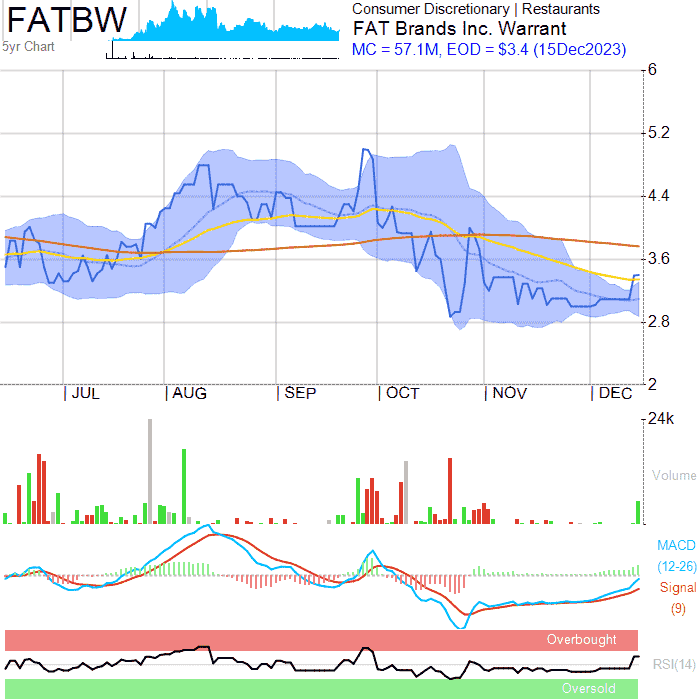 FATBW
5yr Chart
Consumer Discretionary | Restaurants
FAT Brands Inc. Warrant
MC = 57.1M, EOD = $3.4 (15Dec2023)
6
5.2
4.4
3.6
2.8
2
JUL AUG SEP OCT NOV DEC
24k
Volume
MACD
(12-26)
Signal
(9)
Overbought
RSI(14)
Oversold